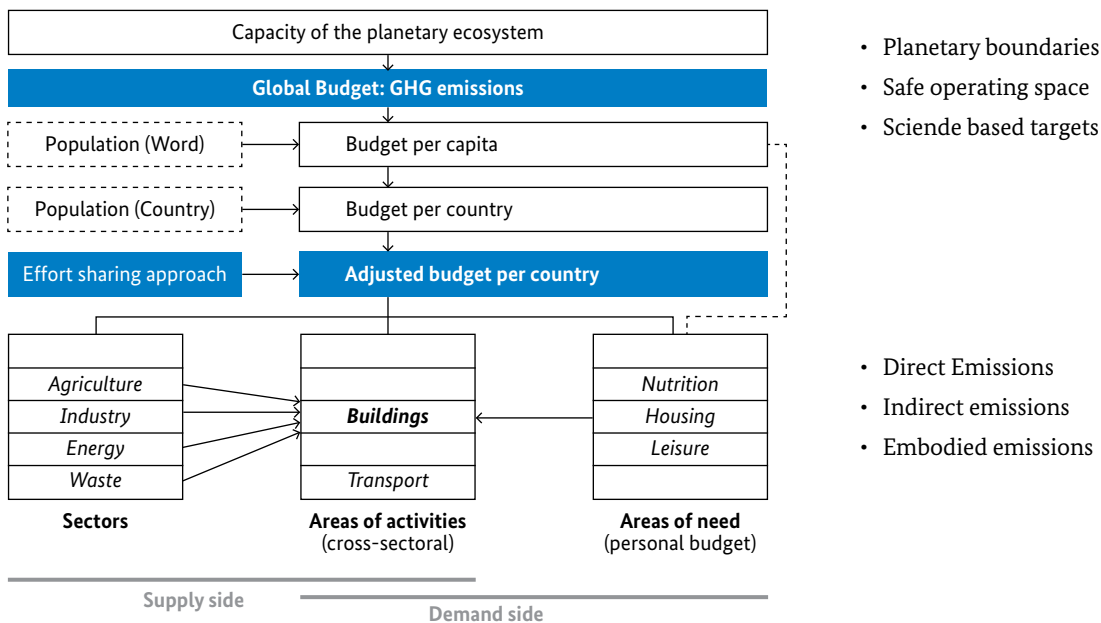 Capacity of the planetary ecosystem
Global Budget: GHG emissions
Population (Word)
Budget per capita
Population (Country)
Budget per country
Effort sharing approach
Adjusted budget per country
Agriculture
Industry
Energy
Waste
Sectors
Buildings
Transport
Areas of activities
(cross-sectoral)
Nutrition
Housing
Leisure
Areas of need
(personal budget)
Supply side
Demand side
• Planetary boundaries
• Safe operating space
• Sciende based targets
• Direct Emissions
• Indirect emissions
• Embodied emissions